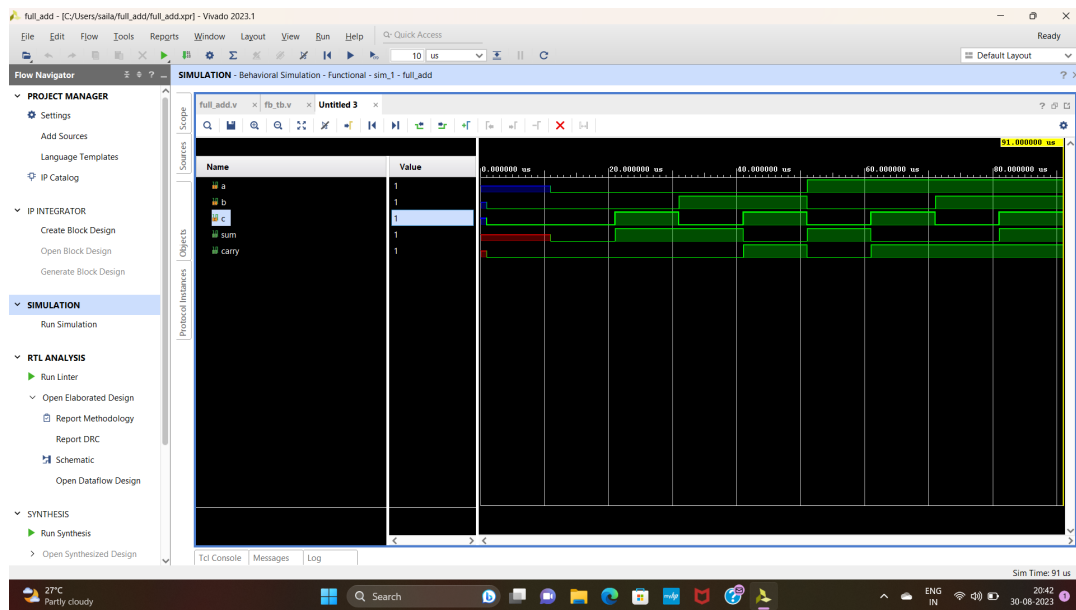 full_add - [C:/Users/saila/full_add/full_add.xpr] - Vivado 2023.1
File Edit Flow Tools Reports Window Layout View Run Help Q- Quick Access Ready
10 us Default Layout
Flow Navigator
SIMULATION - Behavioral Simulation - Functional - sim_1 - full_add
PROJECT MANAGER
Settings
Add Sources
Language Templates
IP Catalog
IP INTEGRATOR
Create Block Design
Open Block Design
Generate Block Design
SIMULATION
Run Simulation
RTL ANALYSIS
Run Linter
Open Elaborated Design
Report Methodology
Report DRC
Schematic
Open Dataflow Design
SYNTHESIS
Run Synthesis
Open Synthesized Design
Scope
Sources
Objects
Protocol Instances
full_add.v fb_tb.v Untitled 3
91.000000 us
Name Value 0.000000 us 20.000000 us 40.000000 us 60.000000 us 80.000000 us
a 1
b 1
c 1
sum 1
carry 1
Tcl Console Messages Log
Sim Time: 91 us
27°C
Partly cloudy
Search
ENG
IN
20:42
30-08-2023
1